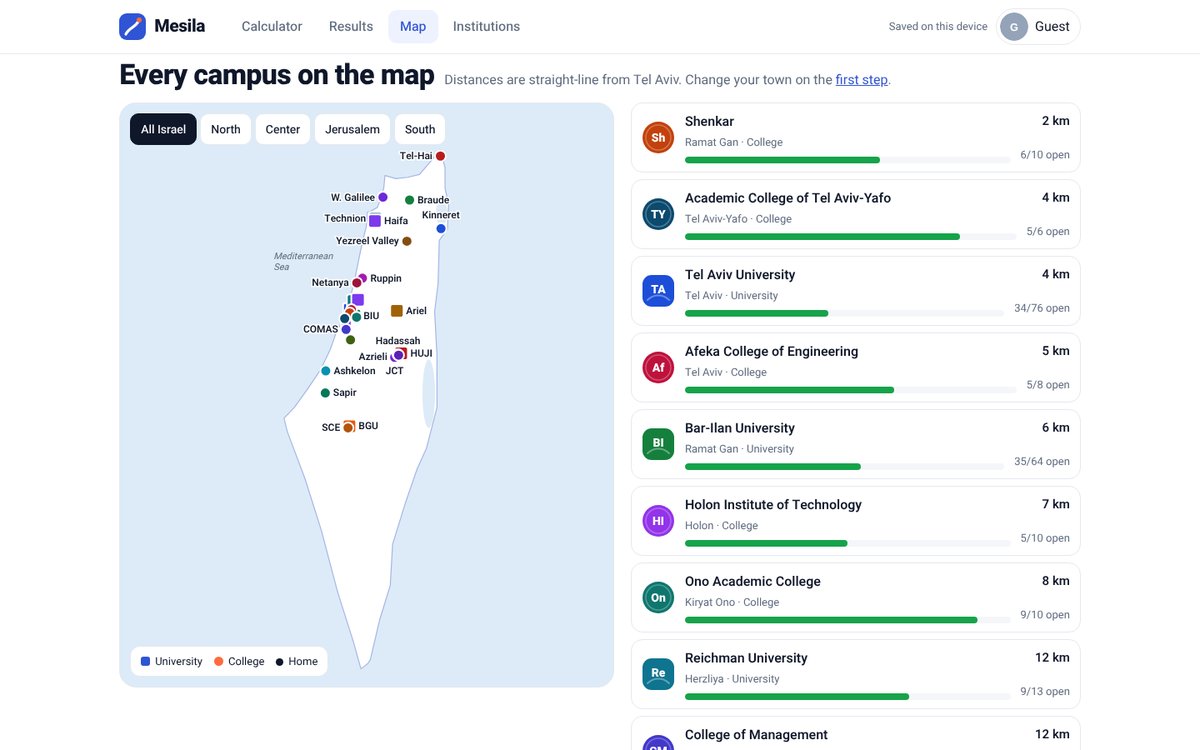 Mesila
Calculator
Results
Map
Institutions
Saved on this device
G
Guest
Every campus on the map
Distances are straight-line from Tel Aviv. Change your town on the first step.
All Israel
North
Center
Jerusalem
South
Tel-Hai
W. Galilee
Braude
Technion
Haifa
Kinneret
Yezreel Valley
Mediterranean
Sea
Netanya
Ruppin
Ariel
BIU
COMAS
Hadassah
Azrieli
HUJI
JCT
Ashkelon
Sapir
SCE
BGU
University
College
Home
Sh
Shenkar
2 km
Ramat Gan · College
6/10 open
TY
Academic College of Tel Aviv-Yafo
4 km
Tel Aviv-Yafo · College
5/6 open
TA
Tel Aviv University
4 km
Tel Aviv · University
34/76 open
Af
Afeka College of Engineering
5 km
Tel Aviv · College
5/8 open
BI
Bar-Ilan University
6 km
Ramat Gan · University
35/64 open
HI
Holon Institute of Technology
7 km
Holon · College
5/10 open
On
Ono Academic College
8 km
Kiryat Ono · College
9/10 open
Re
Reichman University
12 km
Herzliya · University
9/13 open
College of Management
12 km